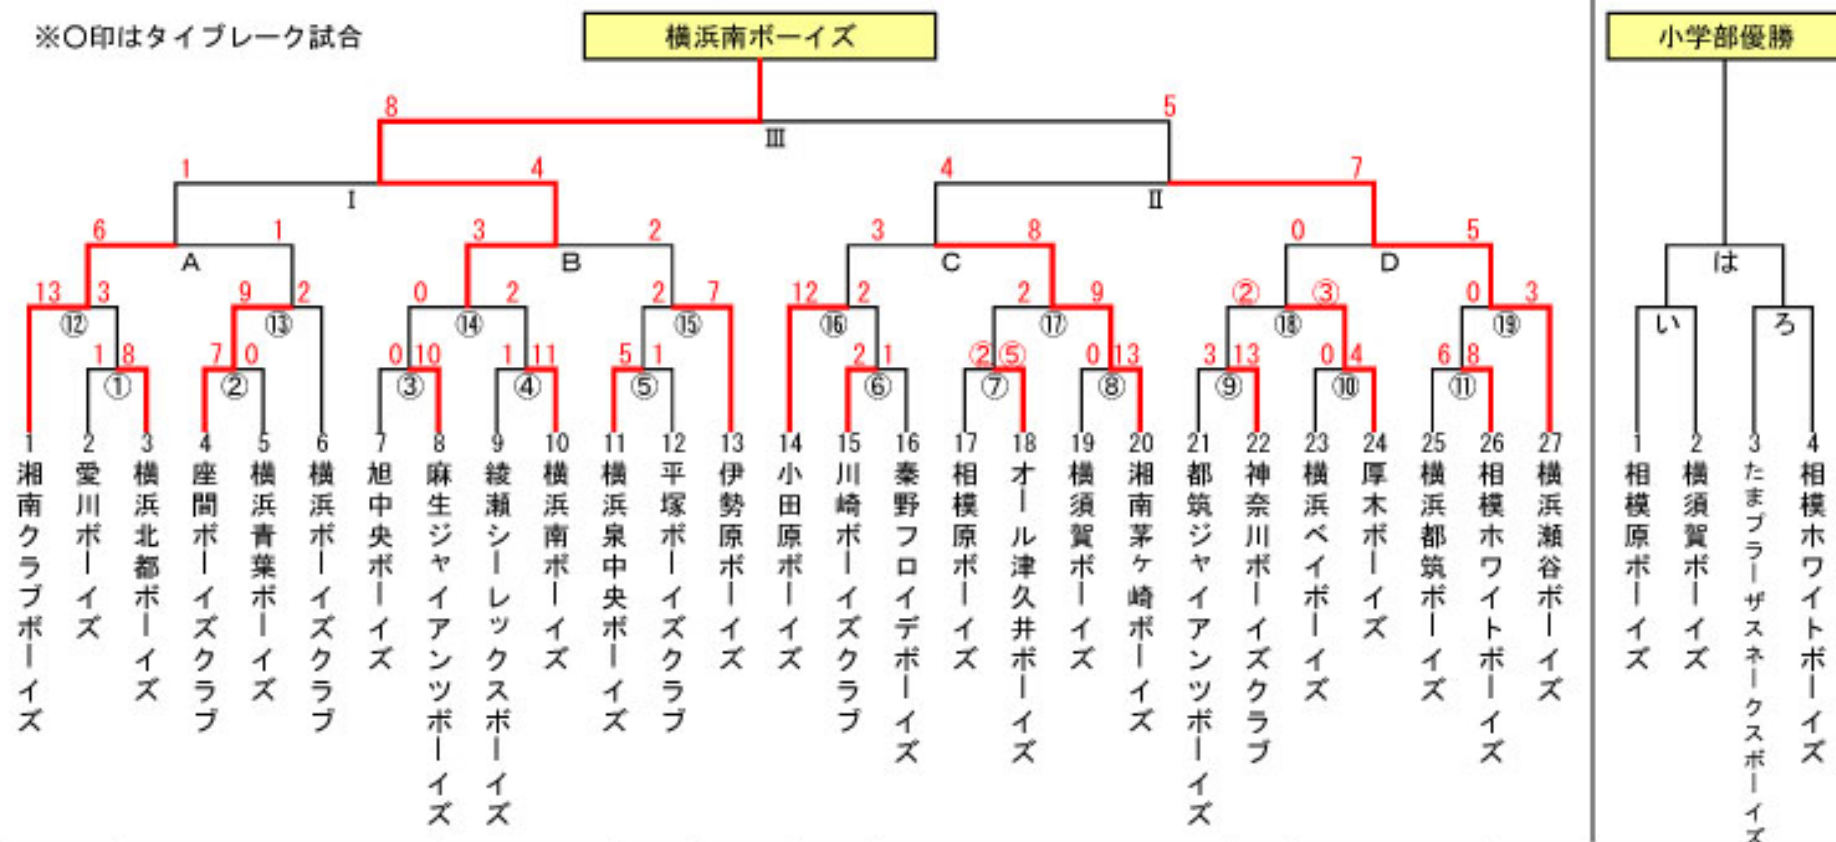 ※〇印はタイブレーク試合
横浜南ボーイズ
小学部優勝
8 5
Ⅲ
1 4 4 7
Ⅰ Ⅱ
6 1 3 2 3 8 0 5
A B C D は
13 3 9 2 0 2 2 7 12 2 2 9 ② ③ 0 3
⑫ ⑬ ⑭ ⑮ ⑯ ⑰ ⑱ ⑲ い ろ
1 8 7 0 0 10 1 11 5 1 2 1 ② ⑤ 0 13 3 13 0 4 6 8
① ② ③ ④ ⑤ ⑥ ⑦ ⑧ ⑨ ⑩ ⑪
1 湘南クラブボーイズ
2 愛川ボーイズ
3 横浜北都ボーイズ
4 座間ボーイズクラブ
5 横浜青葉ボーイズ
6 横浜ボーイズクラブ
7 旭中央ボーイズ
8 麻生ジャイアンツボーイズ
9 綾瀬シーレックスボーイズ
10 横浜南ボーイズ
11 横浜泉中央ボーイズ
12 平塚ボーイズクラブ
13 伊勢原ボーイズ
14 小田原ボーイズ
15 川崎ボーイズクラブ
16 秦野フロイデボーイズ
17 相模原ボーイズ
18 オール津久井ボーイズ
19 横須賀ボーイズ
20 湘南茅ヶ崎ボーイズ
21 都筑ジャイアンツボーイズ
22 神奈川ボーイズクラブ
23 横浜ベイボーイズ
24 厚木ボーイズ
25 横浜都筑ボーイズ
26 相模ホワイトボーイズ
27 横浜瀬谷ボーイズ
1 相模原ボーイズ
2 横須賀ボーイズ
3 たまプラーザスネークスボーイズ
4 相模ホワイトボーイズ